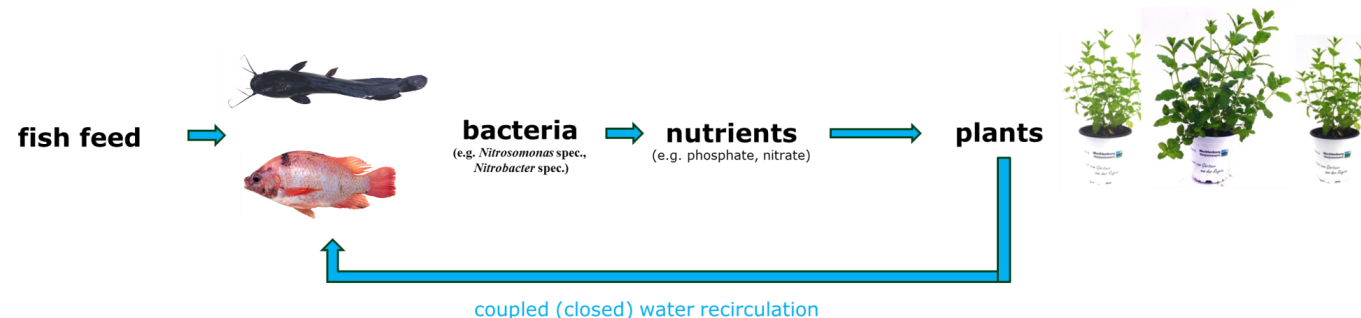 fish feed
bacteria
(e.g. Nitrosomonas spec.,
Nitrobacter spec.)
nutrients
(e.g. phosphate, nitrate)
plants
coupled (closed) water recirculation